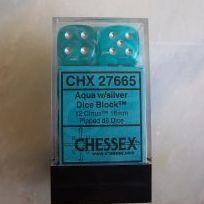 CHX 27665
Aqua w/silver
Dice Block™
12 Cirrus™ 16mm
Pipped d6 Dice
CHESSEX